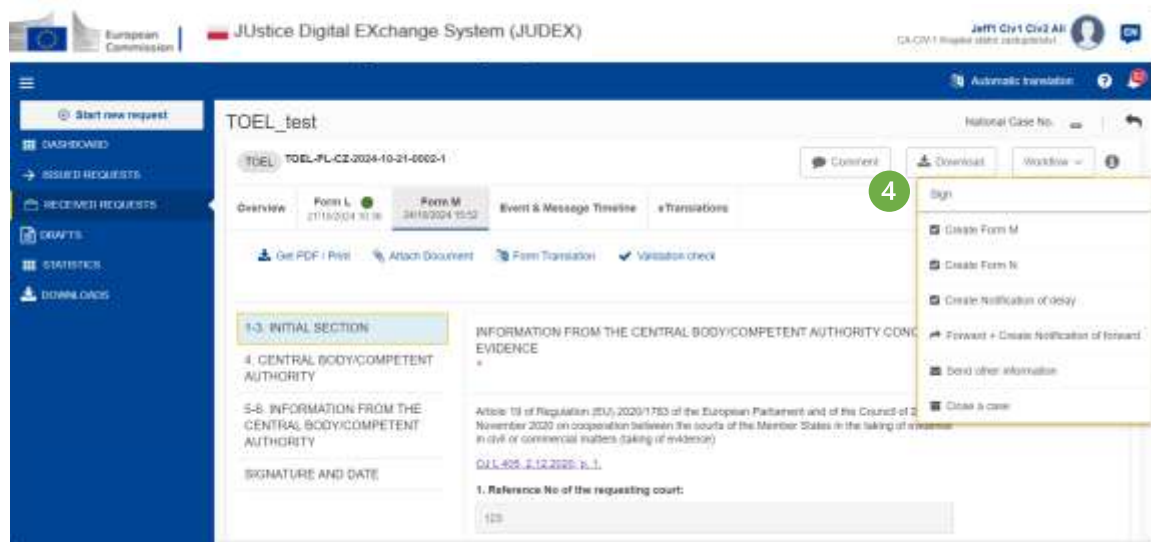 European
Commission
JUstice Digital EXchange System (JUDEX)
Jefft Civ1 Civ2 All
EN
Automatic translation
Start new request
DASHBOARD
ISSUED REQUESTS
RECEIVED REQUESTS
DRAFTS
STATISTICS
DOWNLOADS
TOEL_test
National Case No.
TOEL
TOEL-PL-CZ-2024-10-21-0002-1
Comment
Download
Workflow
4
Overview
Form L
21/10/2024
Form M
24/10/2024 15:52
Event & Message Timeline
eTranslations
Get PDF / Print
Attach Document
Form Translation
Validation check
Sign
Create Form M
Create Form N
Create Notification of delay
Forward + Create Notification of forward
Send other information
Close a case
1-3. INITIAL SECTION
4. CENTRAL BODY/COMPETENT
AUTHORITY
5-6. INFORMATION FROM THE
CENTRAL BODY/COMPETENT
AUTHORITY
SIGNATURE AND DATE
INFORMATION FROM THE CENTRAL BODY/COMPETENT AUTHORITY CONC
EVIDENCE
*
Article 19 of Regulation (EU) 2020/1783 of the European Parliament and of the Council of 2
November 2020 on cooperation between the courts of the Member States in the taking of evidence
in civil or commercial matters (taking of evidence)
OJ L 405, 2.12.2020, p. 1.
1. Reference No of the requesting court:
123